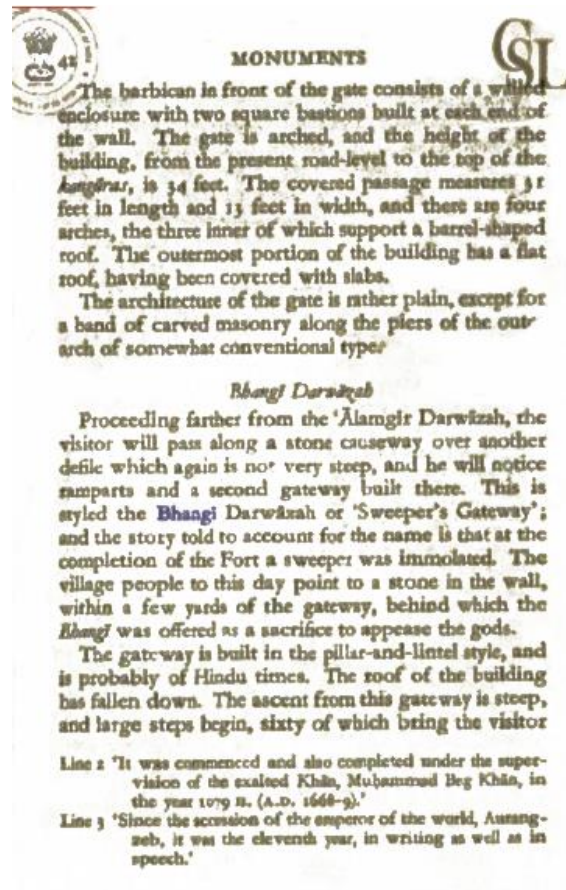 42
MONUMENTS
CSL
The barbican in front of the gate consists of a walled
enclosure with two square bastions built at each end of
the wall. The gate is arched, and the height of the
building, from the present road-level to the top of the
kangūras, is 34 feet. The covered passage measures 31
feet in length and 13 feet in width, and there are four
arches, the three inner of which support a barrel-shaped
roof. The outermost portion of the building has a flat
roof, having been covered with slabs.
The architecture of the gate is rather plain, except for
a band of carved masonry along the piers of the outer
arch of somewhat conventional type.
Bhangī Darwāzah
Proceeding farther from the ‘Ālamgīr Darwāzah, the
visitor will pass along a stone causeway over another
defile which again is not very steep, and he will notice
ramparts and a second gateway built there. This is
styled the Bhangī Darwāzah or ‘Sweeper's Gateway’;
and the story told to account for the name is that at the
completion of the Fort a sweeper was immolated. The
village people to this day point to a stone in the wall,
within a few yards of the gateway, behind which the
Bhangī was offered as a sacrifice to appease the gods.
The gateway is built in the pillar-and-lintel style, and
is probably of Hindu times. The roof of the building
has fallen down. The ascent from this gateway is steep,
and large steps begin, sixty of which bring the visitor
Line 2 ‘It was commenced and also completed under the super-
vision of the exalted Khān, Muḥammad Beg Khān, in
the year 1079 H. (A.D. 1668-9).’
Line 3 ‘Since the accession of the emperor of the world, Aurang-
zeb, it was the eleventh year, in writing as well as in
speech.’